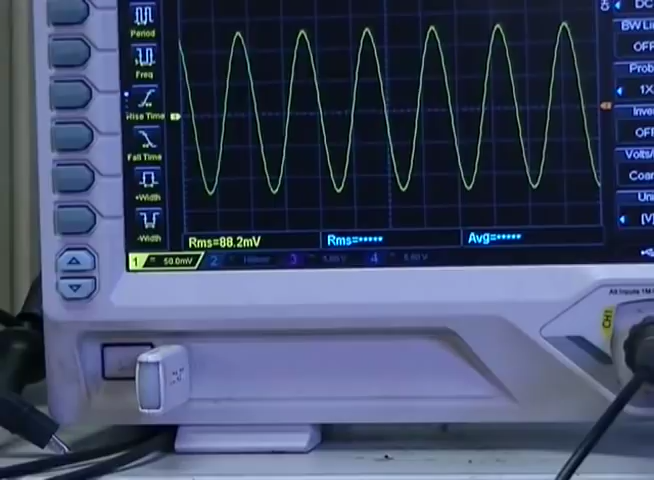 Period
Freq
Rise Time
Fall Time
+Width
-Width
DC
BW Li
OFF
Prob
1X
Inve
OFF
Volts/
Coar
Uni
[V]
Rms=88.2mV
Rms=*****
Avg=*****
1 50.0mV
2
3
4
All Inputs 1M
CH1